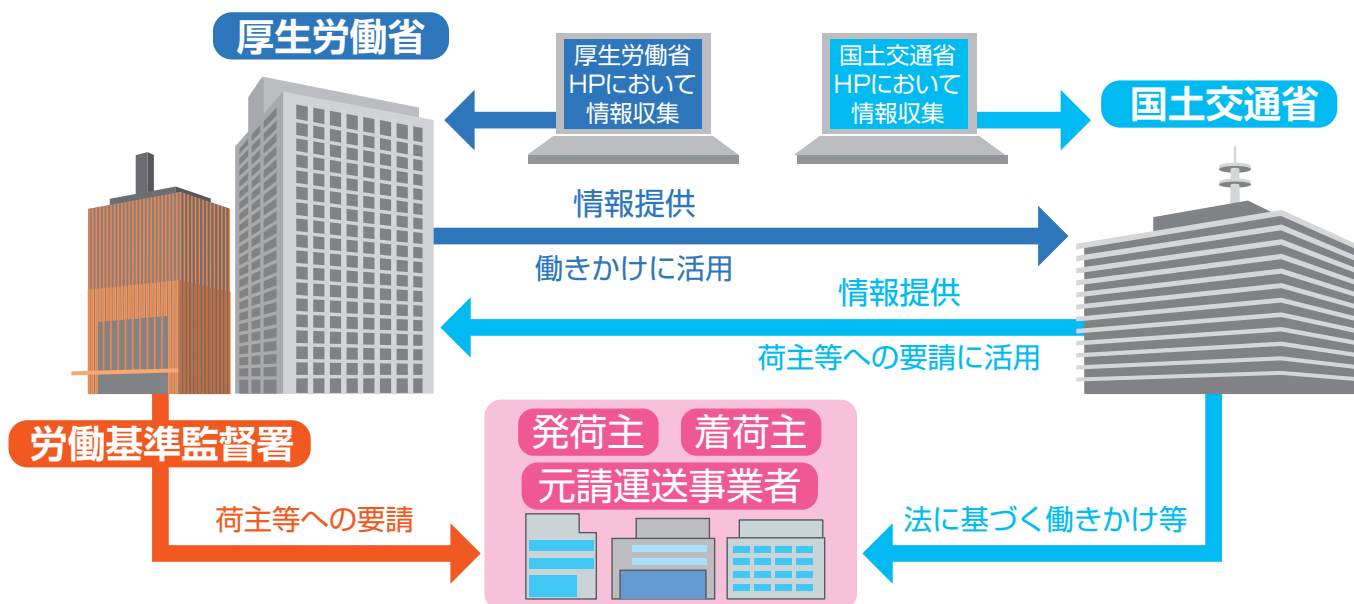 厚生労働省
厚生労働省
HPにおいて
情報収集
国土交通省
HPにおいて
情報収集
国土交通省
情報提供
働きかけに活用
情報提供
荷主等への要請に活用
労働基準監督署
発荷主
着荷主
元請運送事業者
荷主等への要請
法に基づく働きかけ等